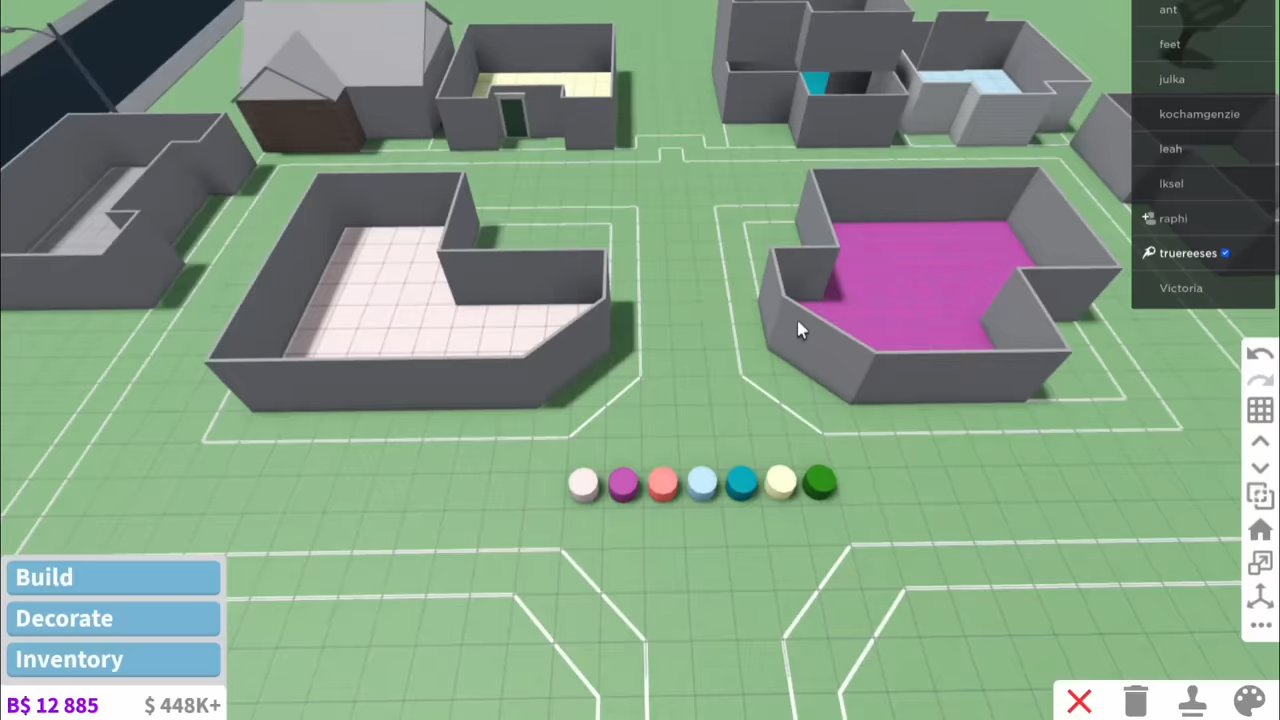 ant
feet
julka
kochamgenzie
leah
lksel
raphi
truereeses
Victoria
Build
Decorate
Inventory
B$ 12 885 $ 448K+